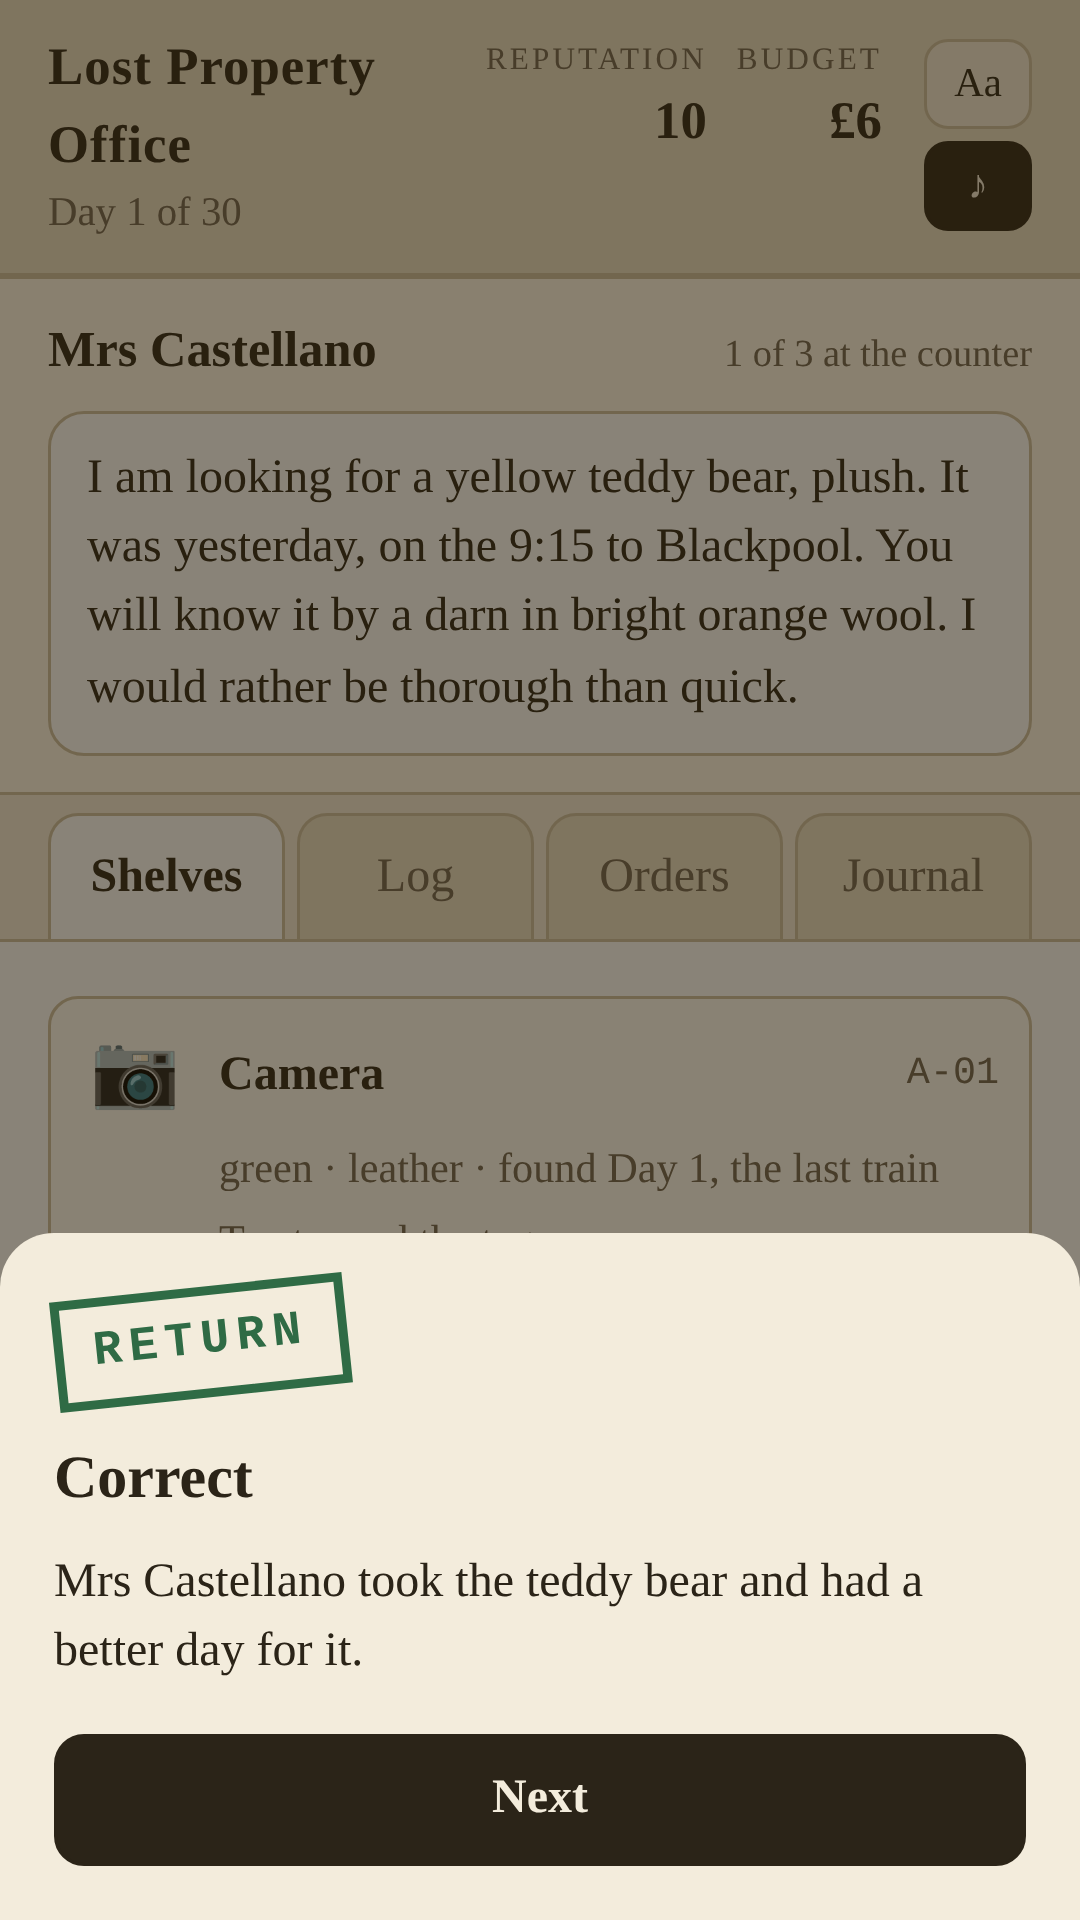 Lost Property
Office
Day 1 of 30
REPUTATION
10
BUDGET
£6
Aa
♪
Mrs Castellano
1 of 3 at the counter
I am looking for a yellow teddy bear, plush. It
was yesterday, on the 9:15 to Blackpool. You
will know it by a darn in bright orange wool. I
would rather be thorough than quick.
Shelves
Log
Orders
Journal
Camera
A-01
green · leather · found Day 1, the last train
RETURN
Correct
Mrs Castellano took the teddy bear and had a
better day for it.
Next